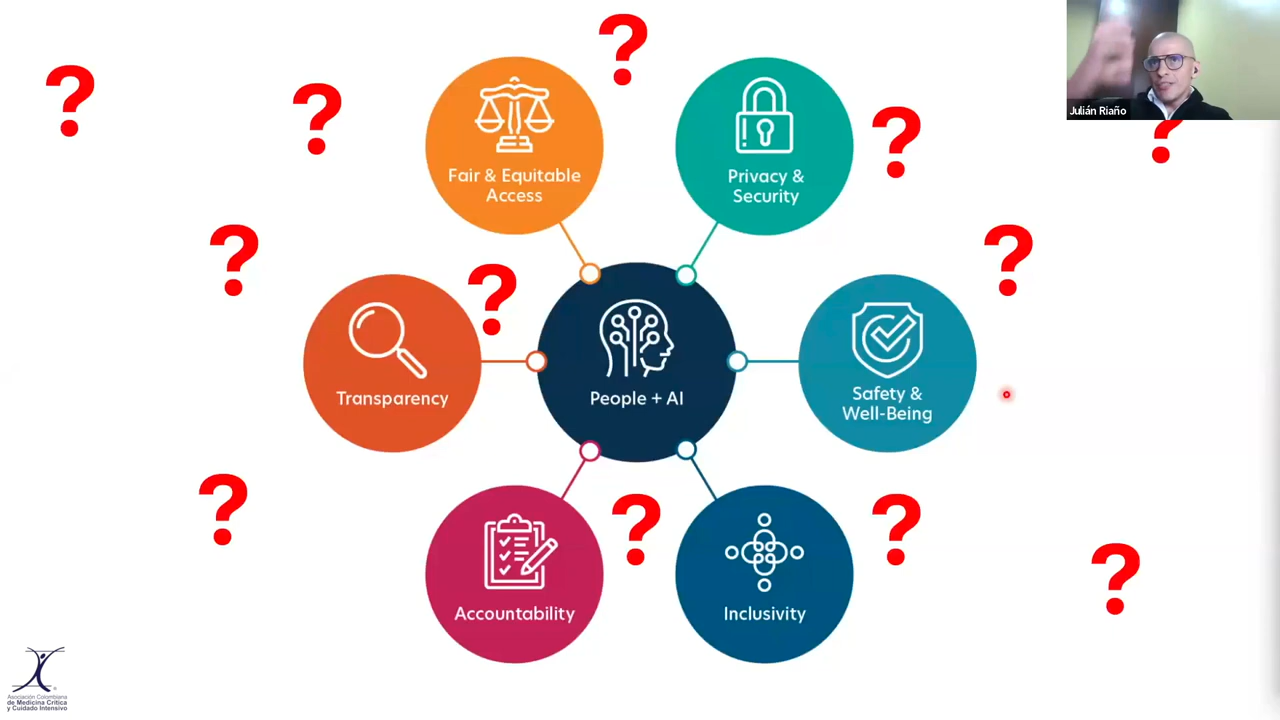 ?
?
?
?
?
Julián Riaño
Fair & Equitable
Access
Privacy &
Security
?
?
?
Transparency
People + AI
Safety &
Well-Being
?
?
?
?
Accountability
Inclusivity
Asociación Colombiana
de Medicina Crítica
y Cuidado Intensivo